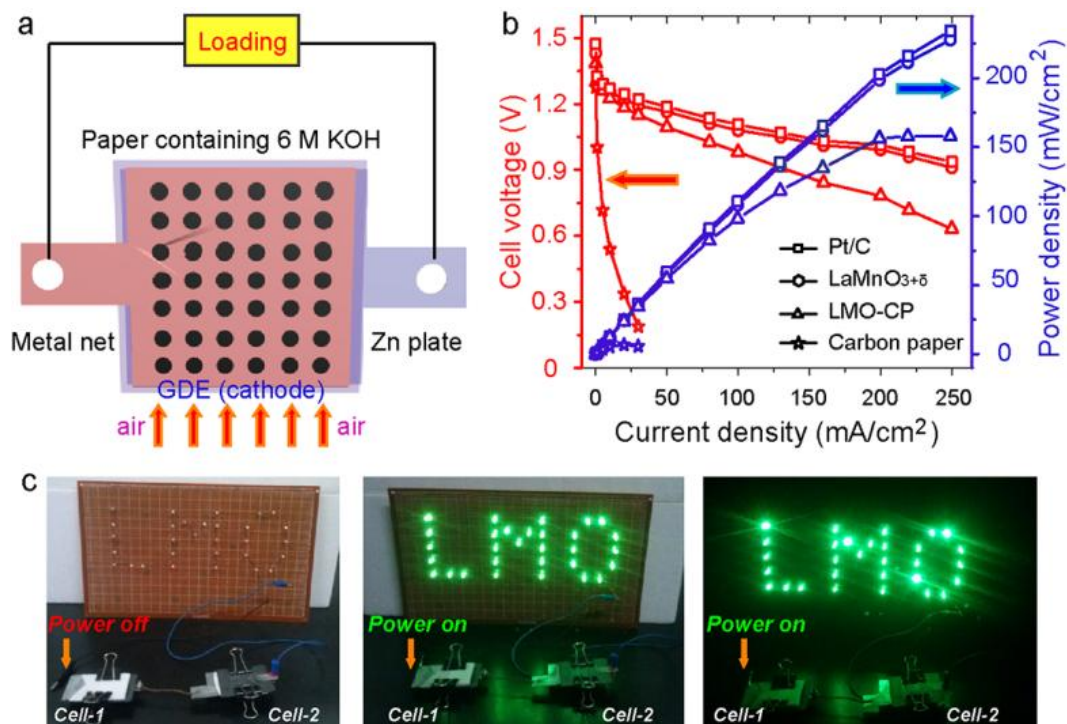 a
Loading
Paper containing 6 M KOH
Metal net
Zn plate
GDE (cathode)
air
air
b
Cell voltage (V)
1.5
1.2
0.9
0.6
0.3
0
Power density (mW/cm²)
200
150
100
50
0
Pt/C
LaMnO₃₊δ
LMO-CP
Carbon paper
0 50 100 150 200 250
Current density (mA/cm²)
c
Power off
Cell-1
Cell-2
LMO
Power on
Cell-1
Cell-2
LMO
Power on
Cell-1
Cell-2